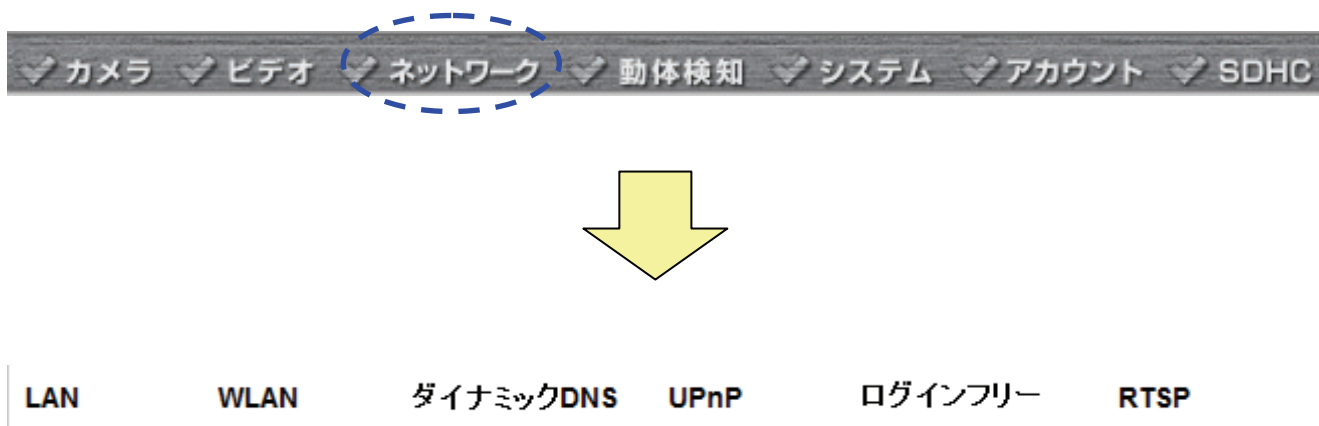 カメラ ビデオ ネットワーク 動体検知 システム アカウント SDHC
LAN WLAN ダイナミックDNS UPnP ログインフリー RTSP